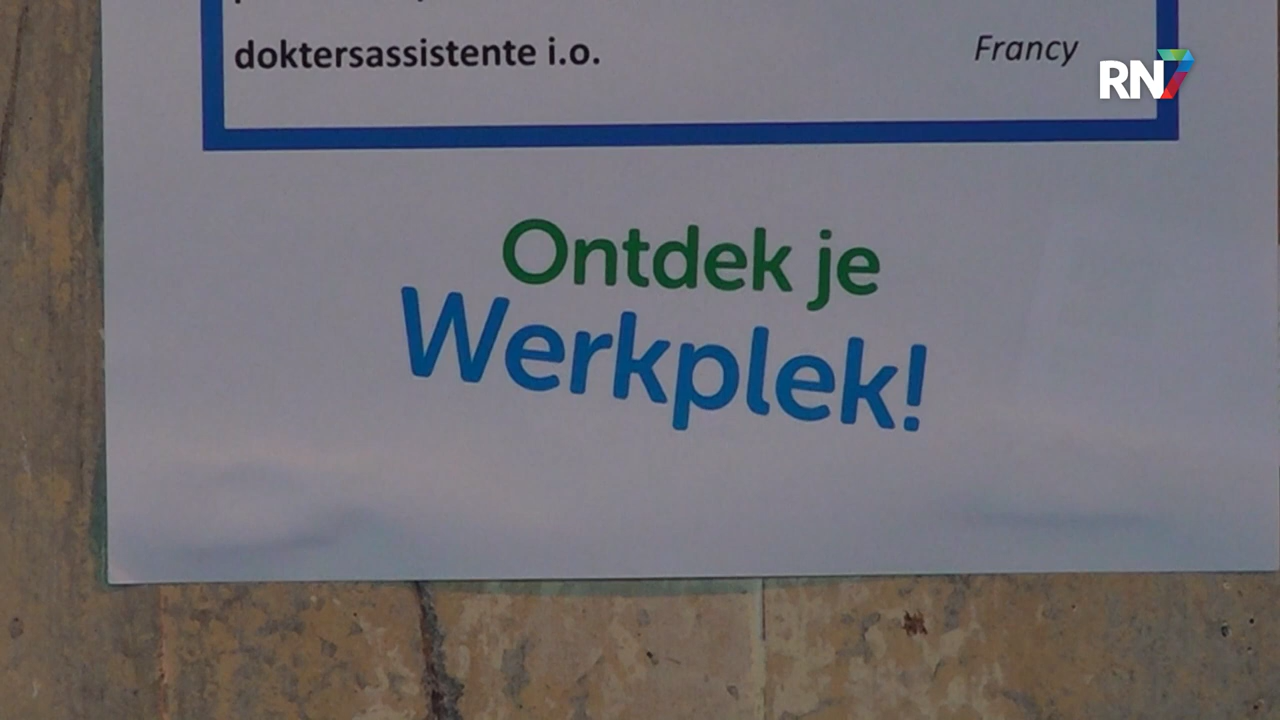 doktersassistente i.o.
Francy
RN7
Ontdek je
Werkplek!